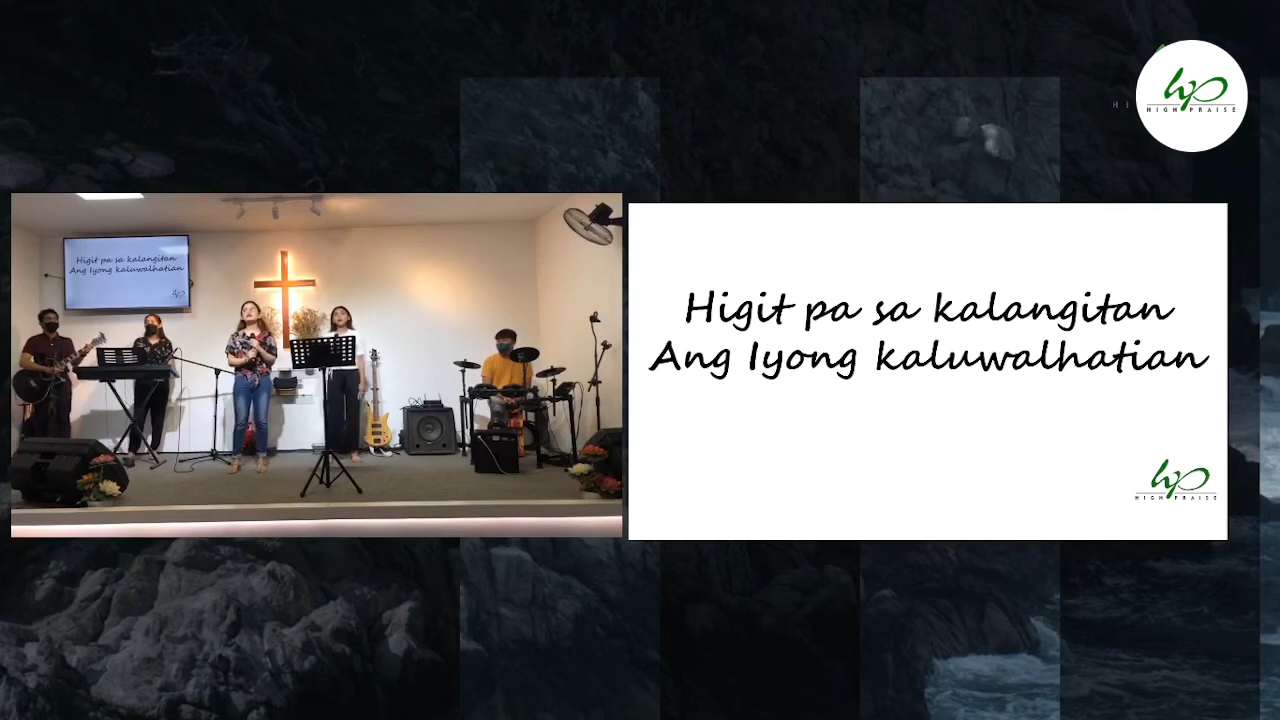 HIGH PRAISE
H I
Higit pa sa kalangitan
Ang Iyong kaluwalhatian
Higit pa sa kalangitan
Ang Iyong kaluwalhatian
HIGH PRAISE